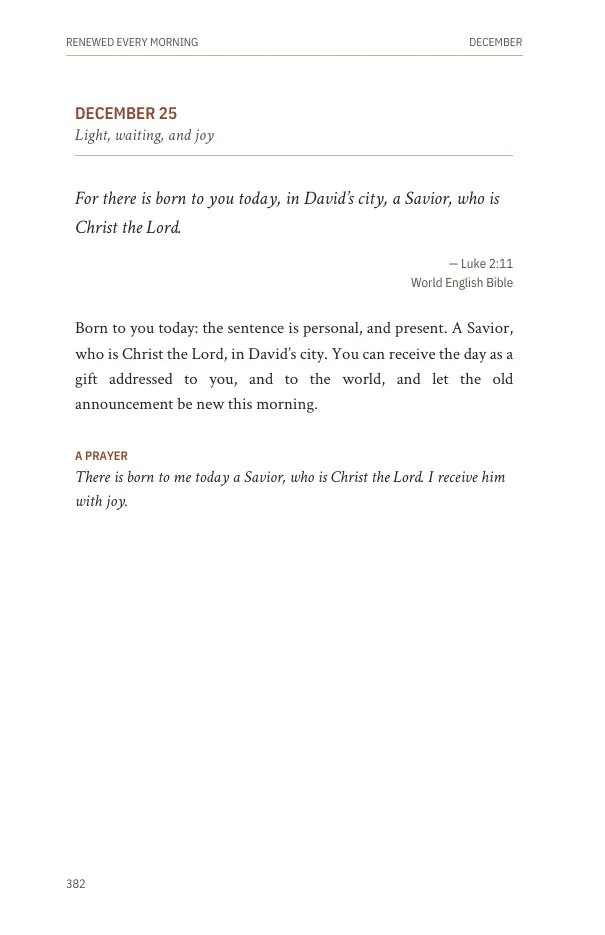 RENEWED EVERY MORNING DECEMBER
DECEMBER 25
Light, waiting, and joy
For there is born to you today, in David’s city, a Savior, who is
Christ the Lord.
— Luke 2:11
World English Bible
Born to you today: the sentence is personal, and present. A Savior,
who is Christ the Lord, in David’s city. You can receive the day as a
gift addressed to you, and to the world, and let the old
announcement be new this morning.
A PRAYER
There is born to me today a Savior, who is Christ the Lord. I receive him
with joy.
382